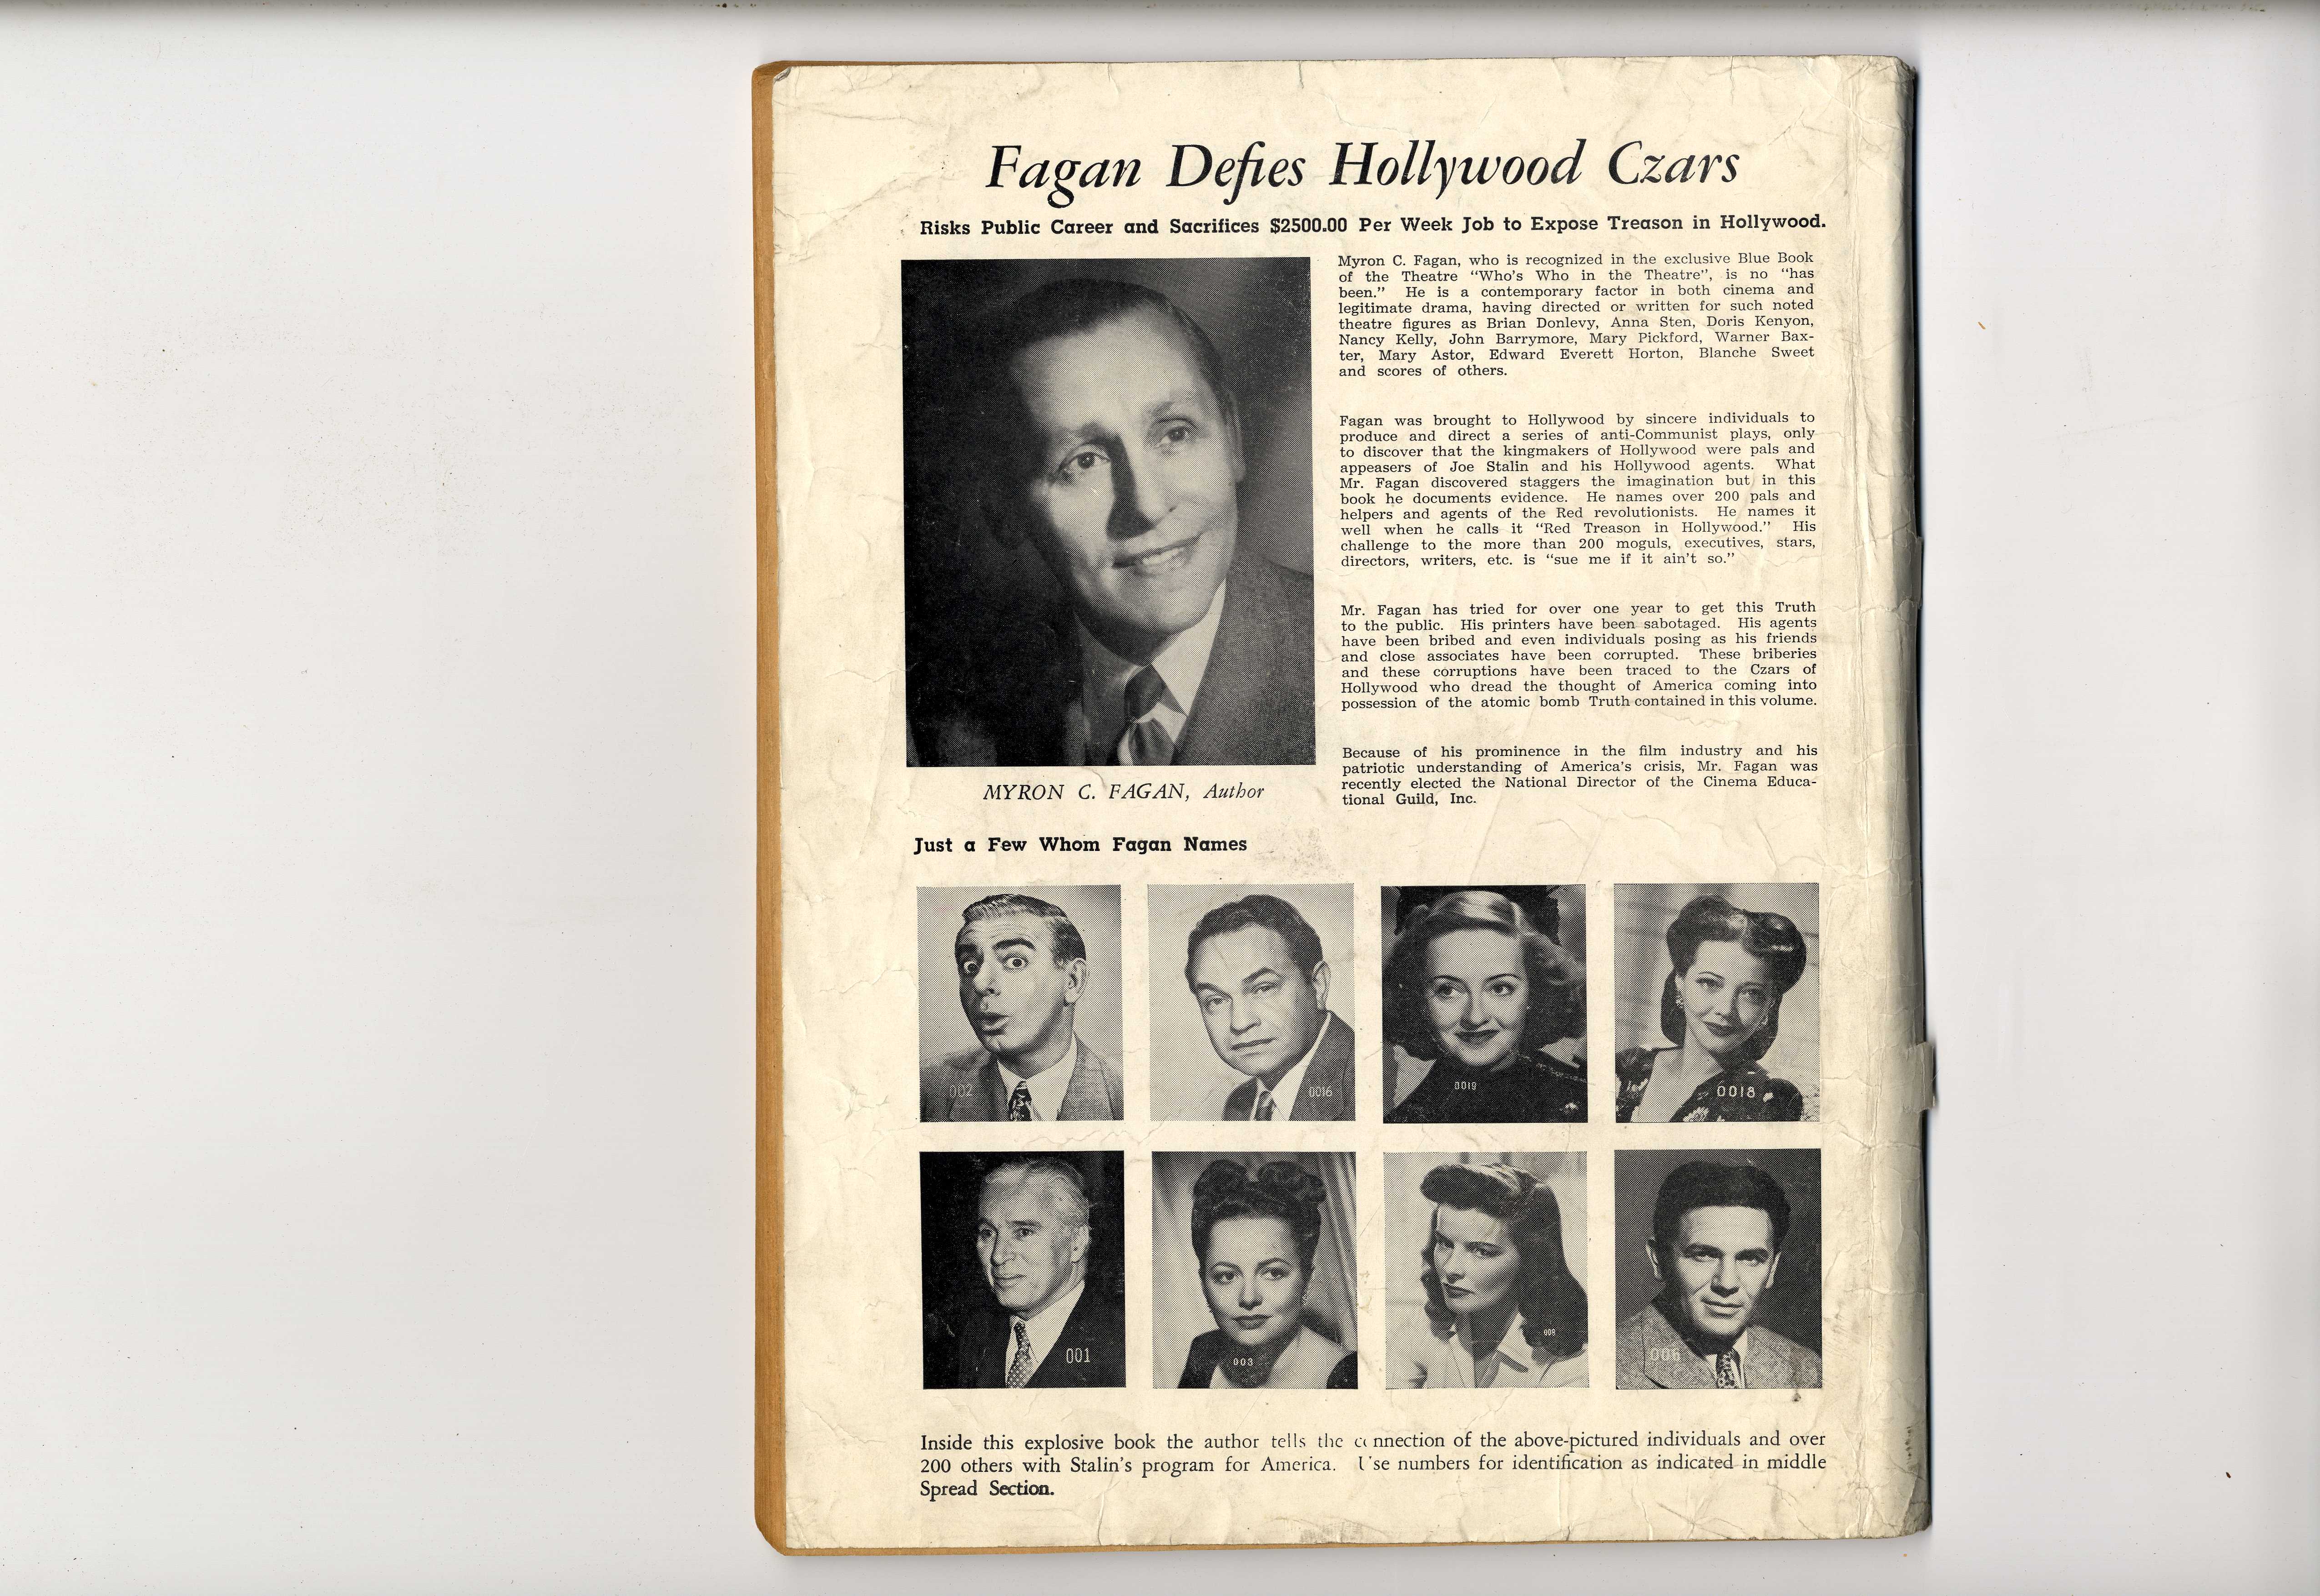 Fagan Defies Hollywood Czars
Risks Public Career and Sacrifices $2500.00 Per Week Job to Expose Treason in Hollywood.
Myron C. Fagan, who is recognized in the exclusive Blue Book
of the Theatre "Who's Who in the Theatre", is no "has
been." He is a contemporary factor in both cinema and
legitimate drama, having directed or written for such noted
theatre figures as Brian Donlevy, Anna Sten, Doris Kenyon,
Nancy Kelly, John Barrymore, Mary Pickford, Warner Bax-
ter, Mary Astor, Edward Everett Horton, Blanche Sweet
and scores of others.
Fagan was brought to Hollywood by sincere individuals to
produce and direct a series of anti-Communist plays, only
to discover that the kingmakers of Hollywood were pals and
appeasers of Joe Stalin and his Hollywood agents. What
Mr. Fagan discovered staggers the imagination but in this
book he documents evidence. He names over 200 pals and
helpers and agents of the Red revolutionists. He names it
well when he calls it "Red Treason in Hollywood." His
challenge to the more than 200 moguls, executives, stars,
directors, writers, etc. is "sue me if it ain't so."
Mr. Fagan has tried for over one year to get this Truth
to the public. His printers have been sabotaged. His agents
have been bribed and even individuals posing as his friends
and close associates have been corrupted. These briberies
and these corruptions have been traced to the Czars of
Hollywood who dread the thought of America coming into
possession of the atomic bomb Truth contained in this volume.
Because of his prominence in the film industry and his
patriotic understanding of America's crisis, Mr. Fagan was
recently elected the National Director of the Cinema Educa-
tional Guild, Inc.
MYRON C. FAGAN, Author
Just a Few Whom Fagan Names
002
0016
0019
0018
001
003
008
006
Inside this explosive book the author tells the connection of the above-pictured individuals and over
200 others with Stalin's program for America. Use numbers for identification as indicated in middle
Spread Section.